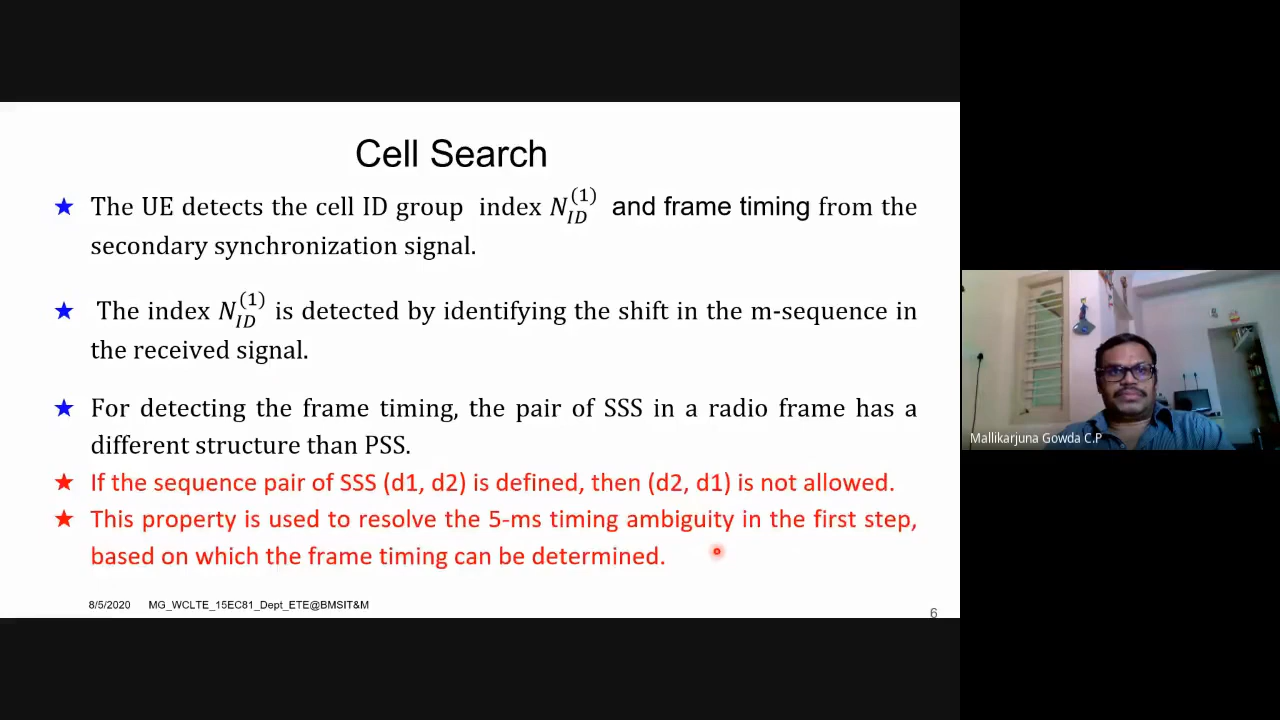 Cell Search
★ The UE detects the cell ID group index $N_{ID}^{(1)}$ and frame timing from the
secondary synchronization signal.
★ The index $N_{ID}^{(1)}$ is detected by identifying the shift in the m-sequence in
the received signal.
★ For detecting the frame timing, the pair of SSS in a radio frame has a
different structure than PSS.
★ If the sequence pair of SSS (d1, d2) is defined, then (d2, d1) is not allowed.
★ This property is used to resolve the 5-ms timing ambiguity in the first step,
based on which the frame timing can be determined.
8/5/2020 MG_WCLTE_15EC81_Dept_ETE@BMSIT&M
6
Mallikarjuna Gowda C.P